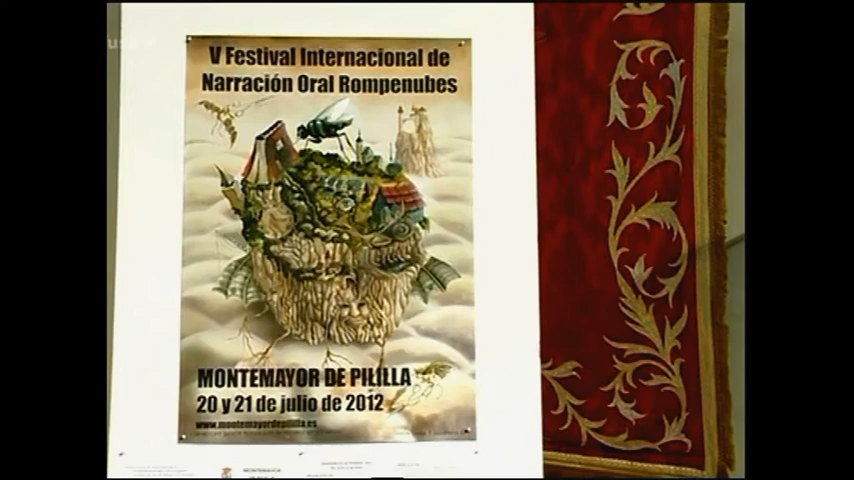 V Festival Internacional de
Narración Oral Rompenubes
MONTEMAYOR DE PILILLA
20 y 21 de julio de 2012
www.montemayordepililla.es